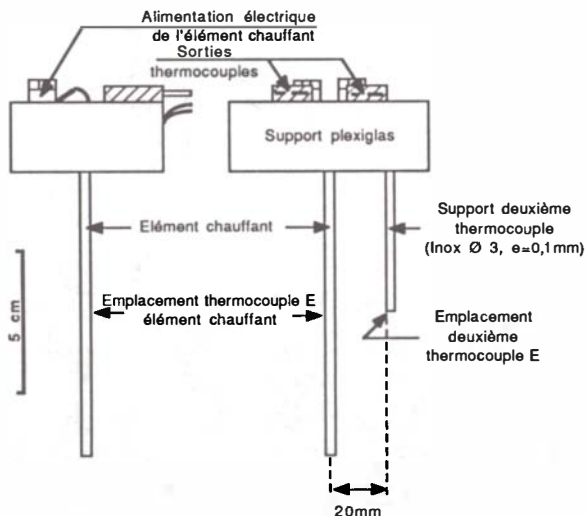 Alimentation électrique
de l'élément chauffant
Sorties
thermocouples
Support plexiglas
Elément chauffant
Support deuxième
thermocouple
(Inox Ø 3, e=0,1mm)
5 cm
Emplacement thermocouple E
élément chauffant
Emplacement
deuxième
thermocouple E
20mm